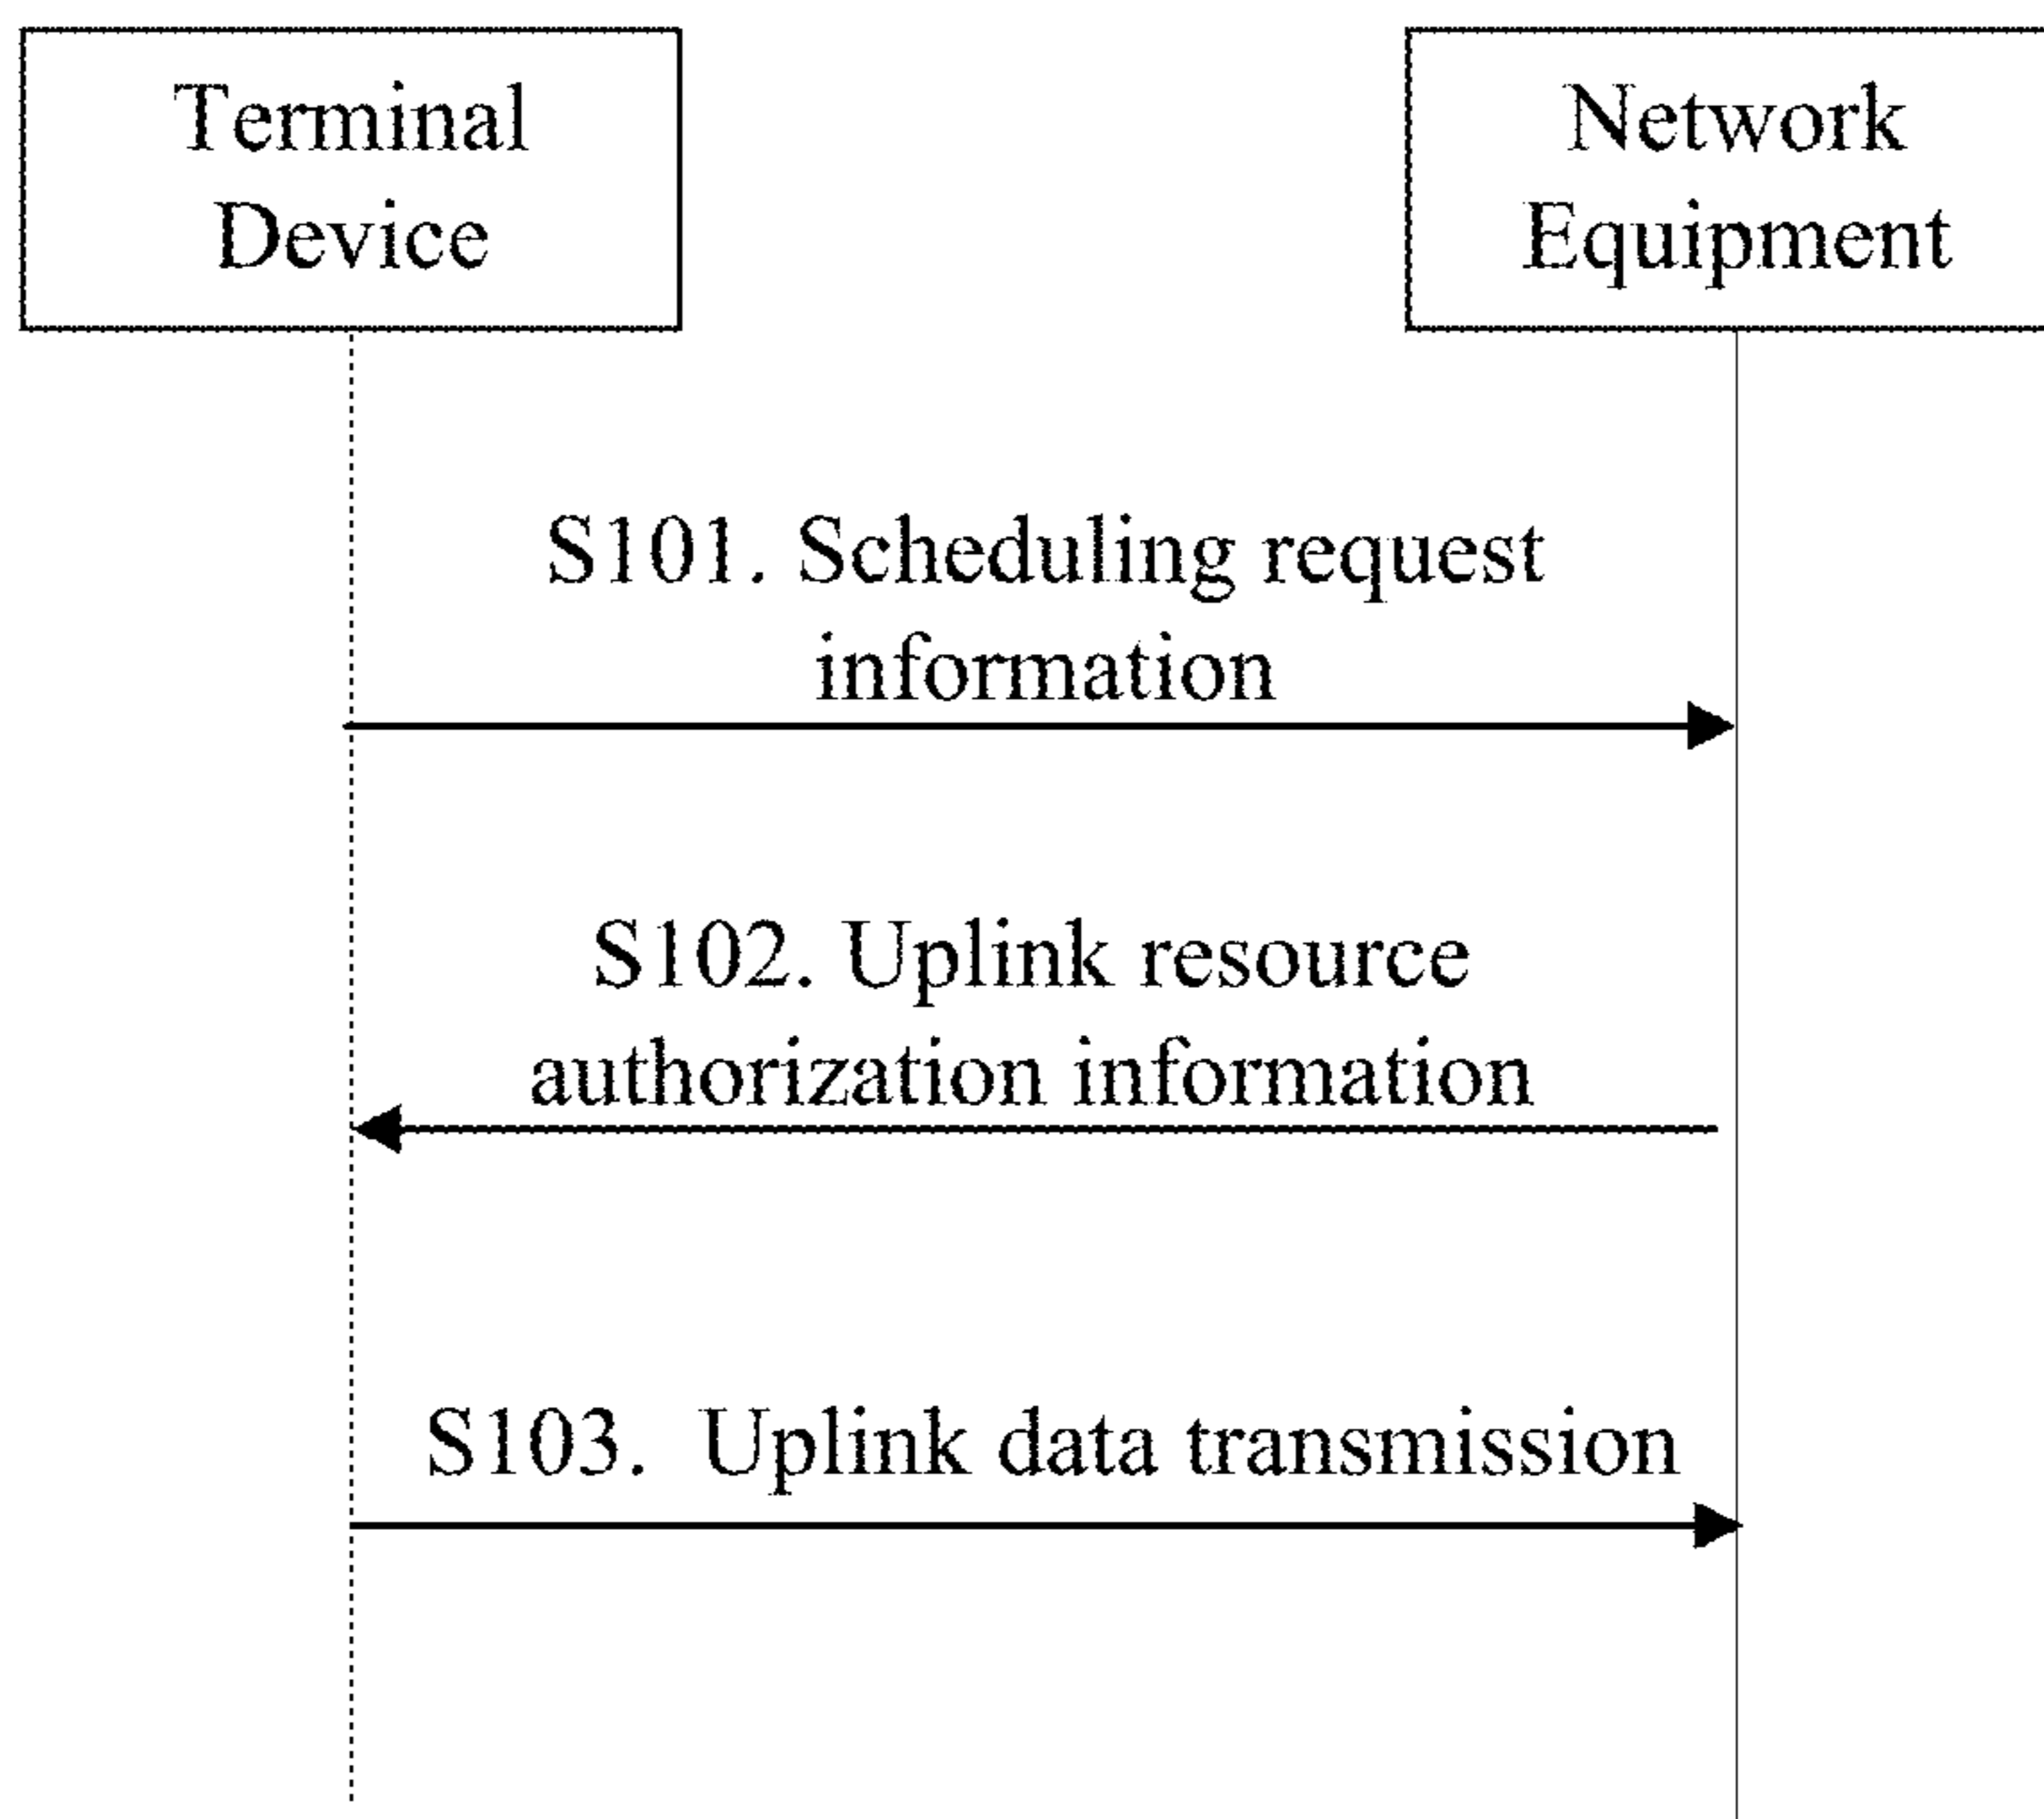 Terminal
Device
Network
Equipment
S101. Scheduling request
information
S102. Uplink resource
authorization information
S103. Uplink data transmission